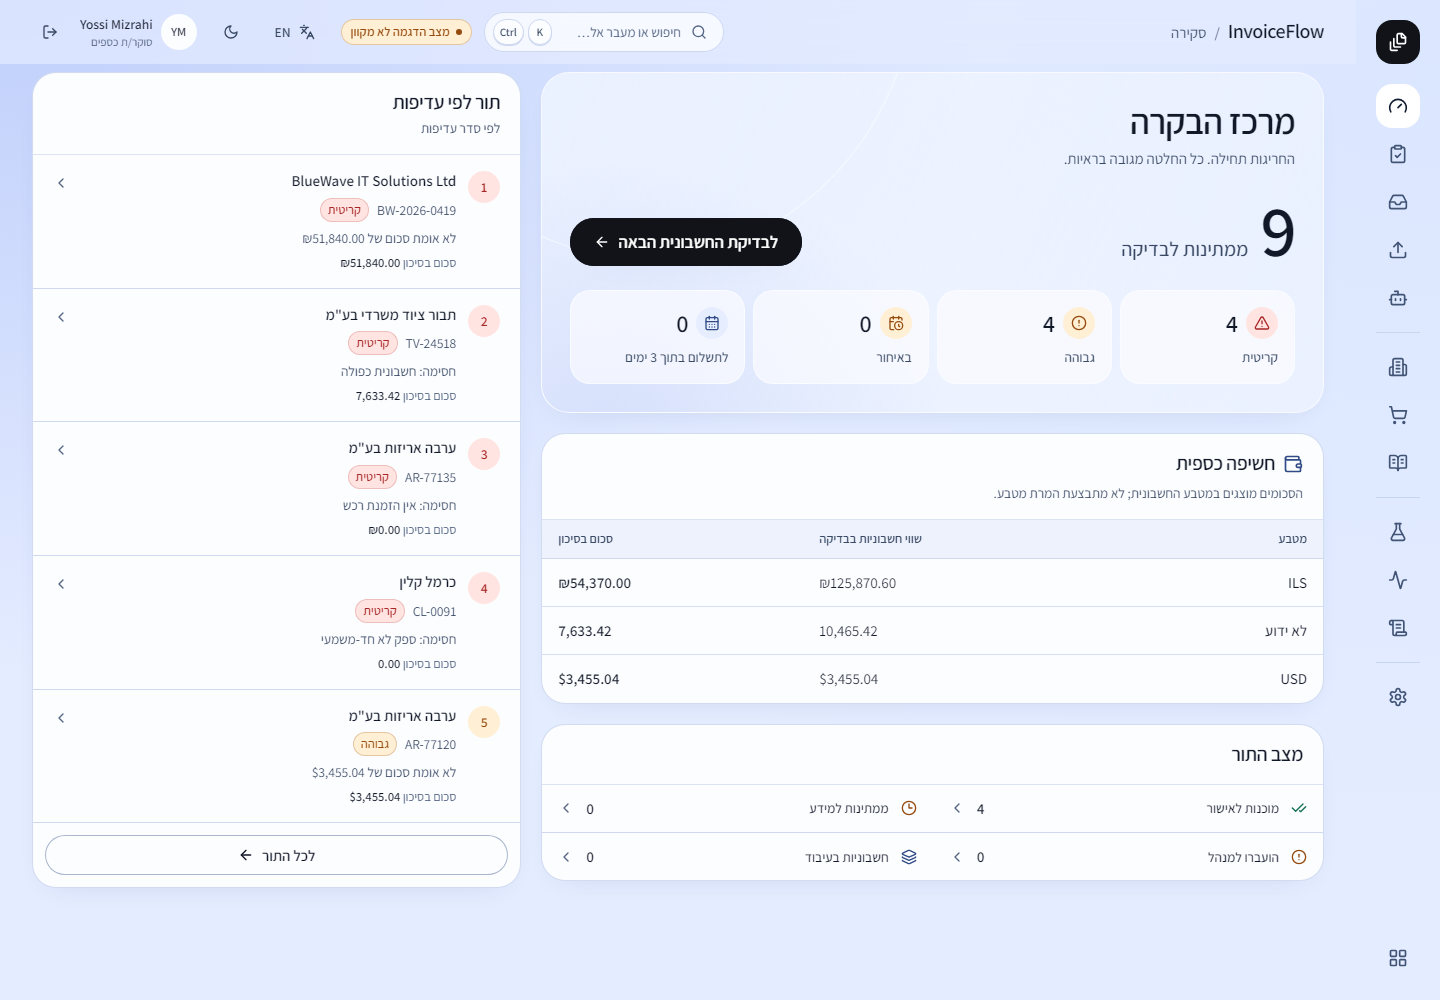 InvoiceFlow / סקירה
חיפוש או מעבר אל…
Ctrl K
מצב הדגמה לא מקוון
EN
YM
Yossi Mizrahi
סוקר/ת כספים
מרכז הבקרה
החריגות תחילה. כל החלטה מגובה בראיות.
9 ממתינות לבדיקה
לבדיקת החשבונית הבאה
4
קריטית
4
גבוהה
0
באיחור
0
לתשלום בתוך 3 ימים
חשיפה כספית
הסכומים מוצגים במטבע החשבונית; לא מתבצעת המרת מטבע.
מטבע שווי חשבוניות בבדיקה סכום בסיכון
ILS ₪125,870.60 ₪54,370.00
לא ידוע 10,465.42 7,633.42
USD $3,455.04 $3,455.04
מצב התור
מוכנות לאישור 4
ממתינות למידע 0
הועברו למנהל 0
חשבוניות בעיבוד 0
תור לפי עדיפות
לפי סדר עדיפות
1
BlueWave IT Solutions Ltd
BW-2026-0419 קריטית
לא אומת סכום של ₪51,840.00
סכום בסיכון ₪51,840.00
2
תבור ציוד משרדי בע"מ
TV-24518 קריטית
חסימה: חשבונית כפולה
סכום בסיכון 7,633.42
3
ערבה אריזות בע"מ
AR-77135 קריטית
חסימה: אין הזמנת רכש
סכום בסיכון ₪0.00
4
כרמל קלין
CL-0091 קריטית
חסימה: ספק לא חד-משמעי
סכום בסיכון 0.00
5
ערבה אריזות בע"מ
AR-77120 גבוהה
לא אומת סכום של $3,455.04
סכום בסיכון $3,455.04
לכל התור